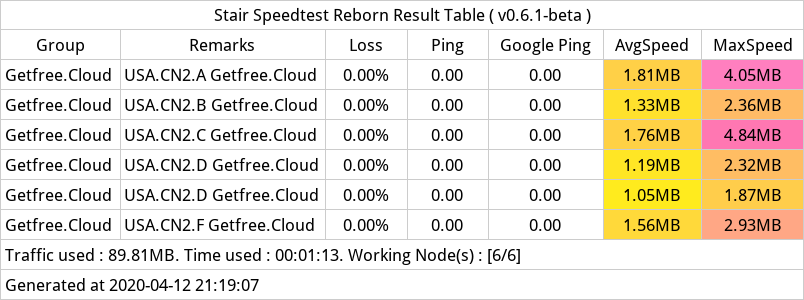 Stair Speedtest Reborn Result Table ( v0.6.1-beta )
Group Remarks Loss Ping Google Ping AvgSpeed MaxSpeed
Getfree.Cloud USA.CN2.A Getfree.Cloud 0.00% 0.00 0.00 1.81MB 4.05MB
Getfree.Cloud USA.CN2.B Getfree.Cloud 0.00% 0.00 0.00 1.33MB 2.36MB
Getfree.Cloud USA.CN2.C Getfree.Cloud 0.00% 0.00 0.00 1.76MB 4.84MB
Getfree.Cloud USA.CN2.D Getfree.Cloud 0.00% 0.00 0.00 1.19MB 2.32MB
Getfree.Cloud USA.CN2.D Getfree.Cloud 0.00% 0.00 0.00 1.05MB 1.87MB
Getfree.Cloud USA.CN2.F Getfree.Cloud 0.00% 0.00 0.00 1.56MB 2.93MB
Traffic used : 89.81MB. Time used : 00:01:13. Working Node(s) : [6/6]
Generated at 2020-04-12 21:19:07